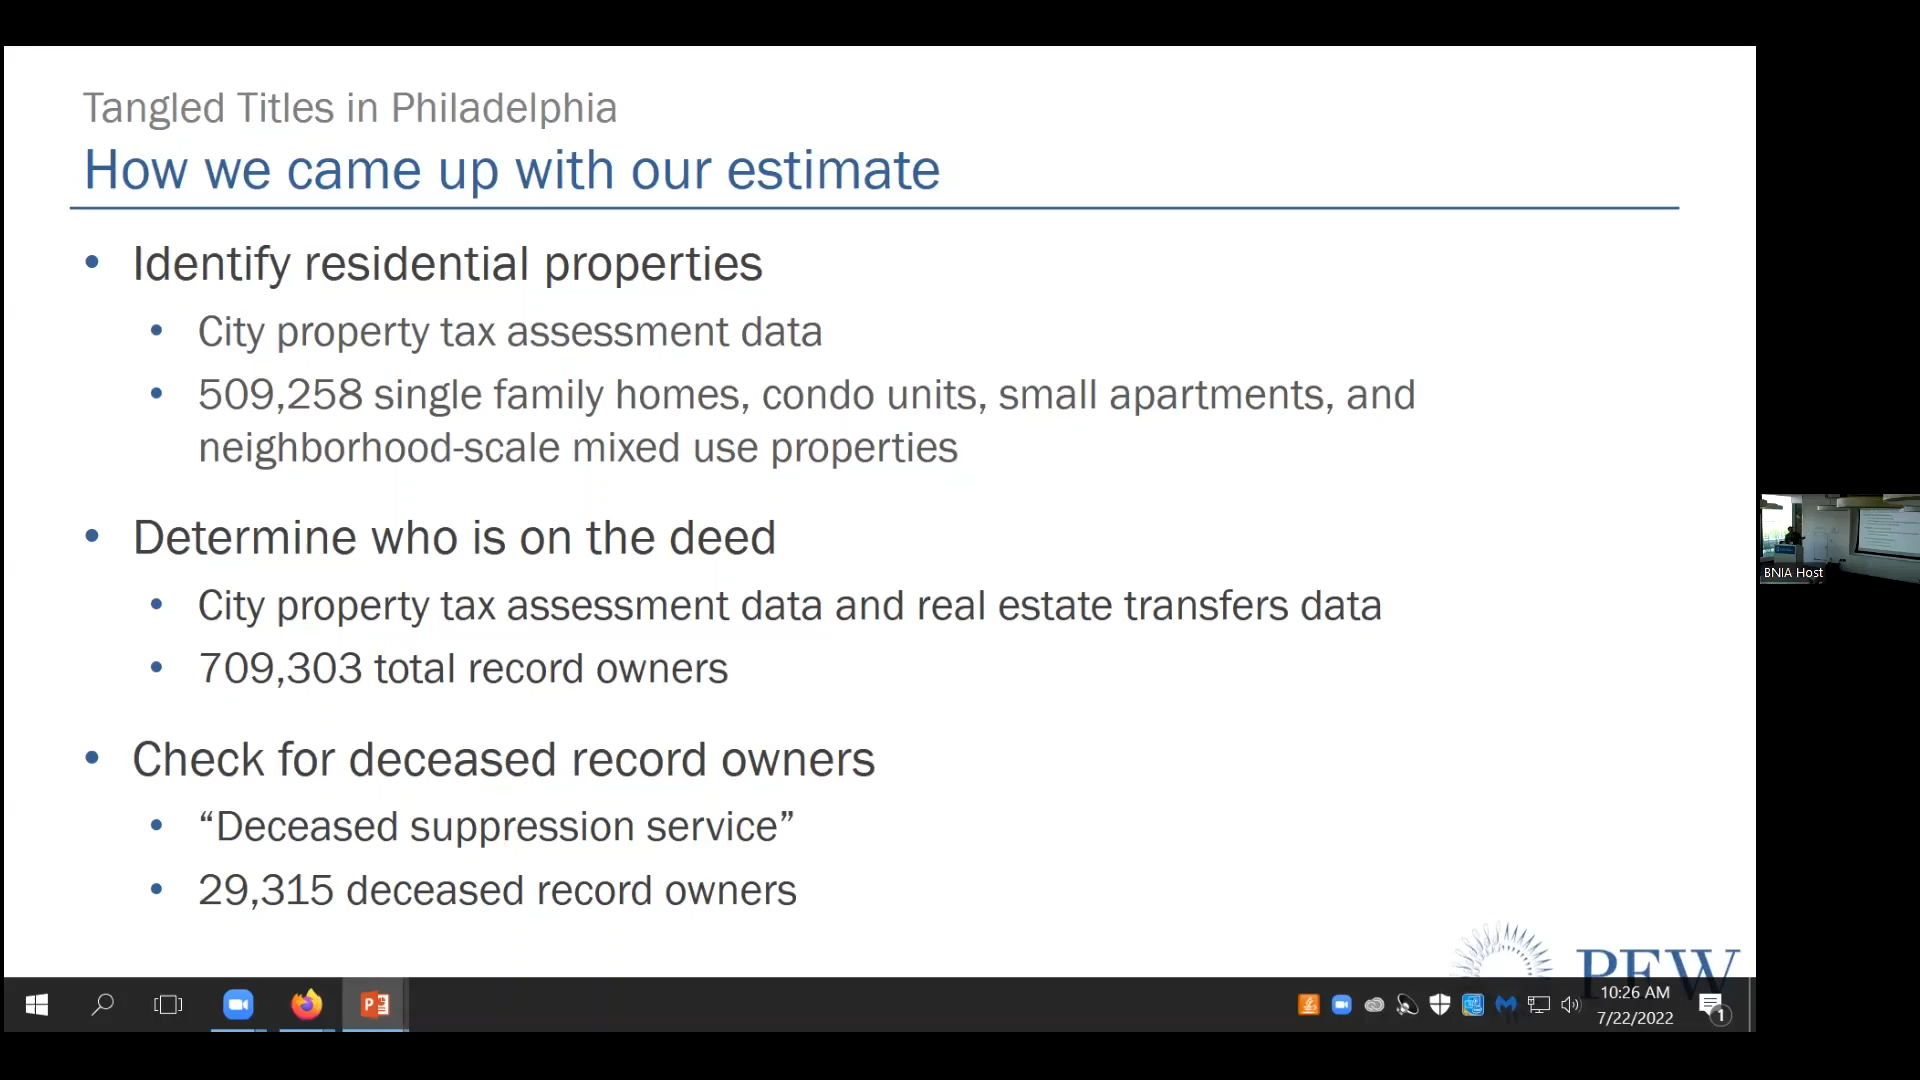 Tangled Titles in Philadelphia
How we came up with our estimate
• Identify residential properties
• City property tax assessment data
• 509,258 single family homes, condo units, small apartments, and
neighborhood-scale mixed use properties
• Determine who is on the deed
• City property tax assessment data and real estate transfers data
• 709,303 total record owners
• Check for deceased record owners
• “Deceased suppression service”
• 29,315 deceased record owners
PEW
BNIA Host
10:26 AM
7/22/2022
1